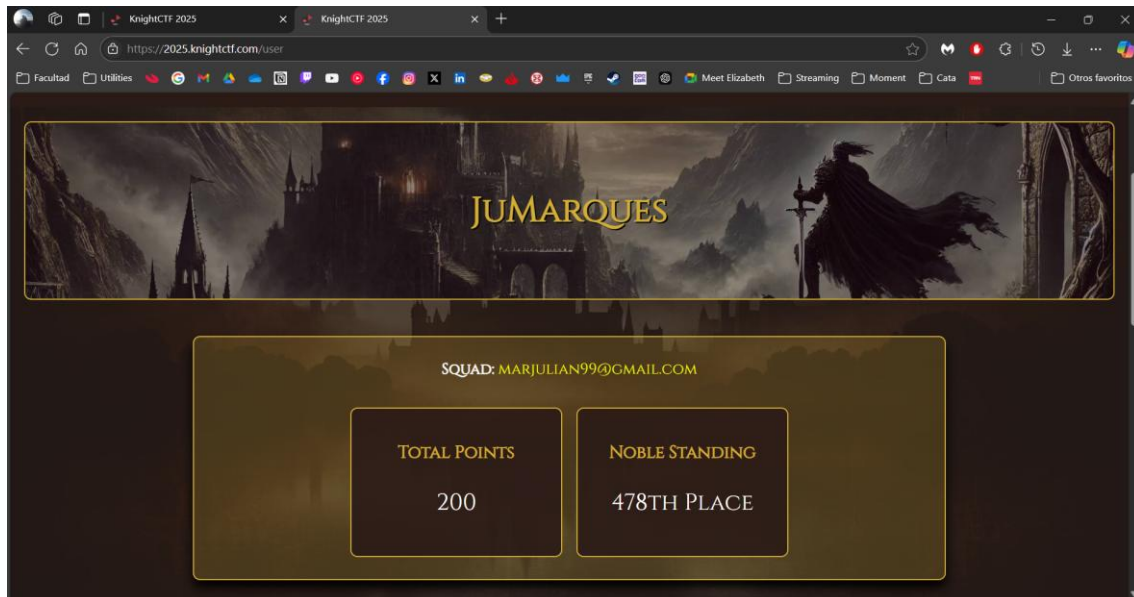 KnightCTF 2025
KnightCTF 2025
https://2025.knightctf.com/user
Facultad
Utilities
Meet Elizabeth
Streaming
Moment
Cata
Otros favoritos
JuMarques
Squad: marjulian99@gmail.com
Total Points
200
Noble Standing
478th Place